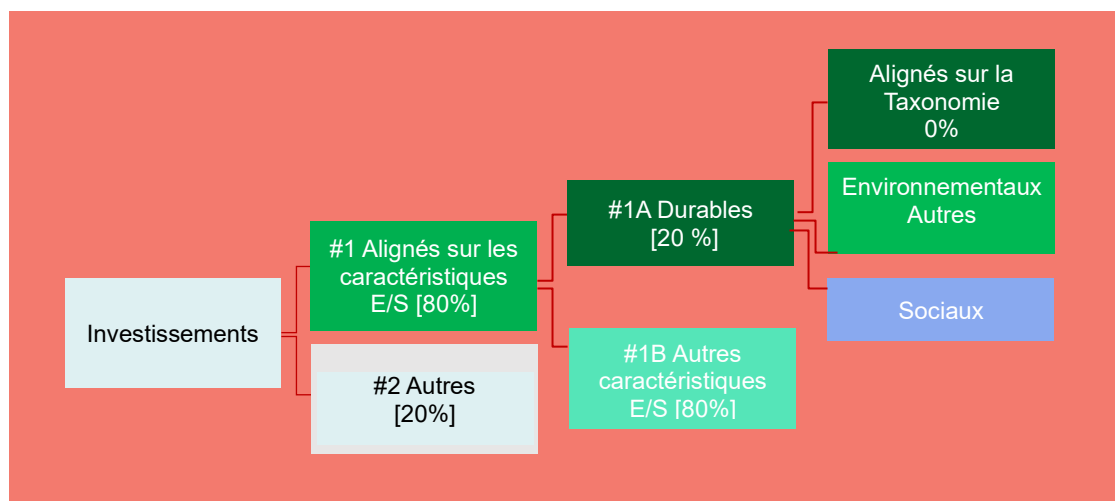 Investissements
#1 Alignés sur les
caractéristiques
E/S [80%]
#2 Autres
[20%]
#1A Durables
[20 %]
#1B Autres
caractéristiques
E/S [80%]
Alignés sur la
Taxonomie
0%
Environnementaux
Autres
Sociaux